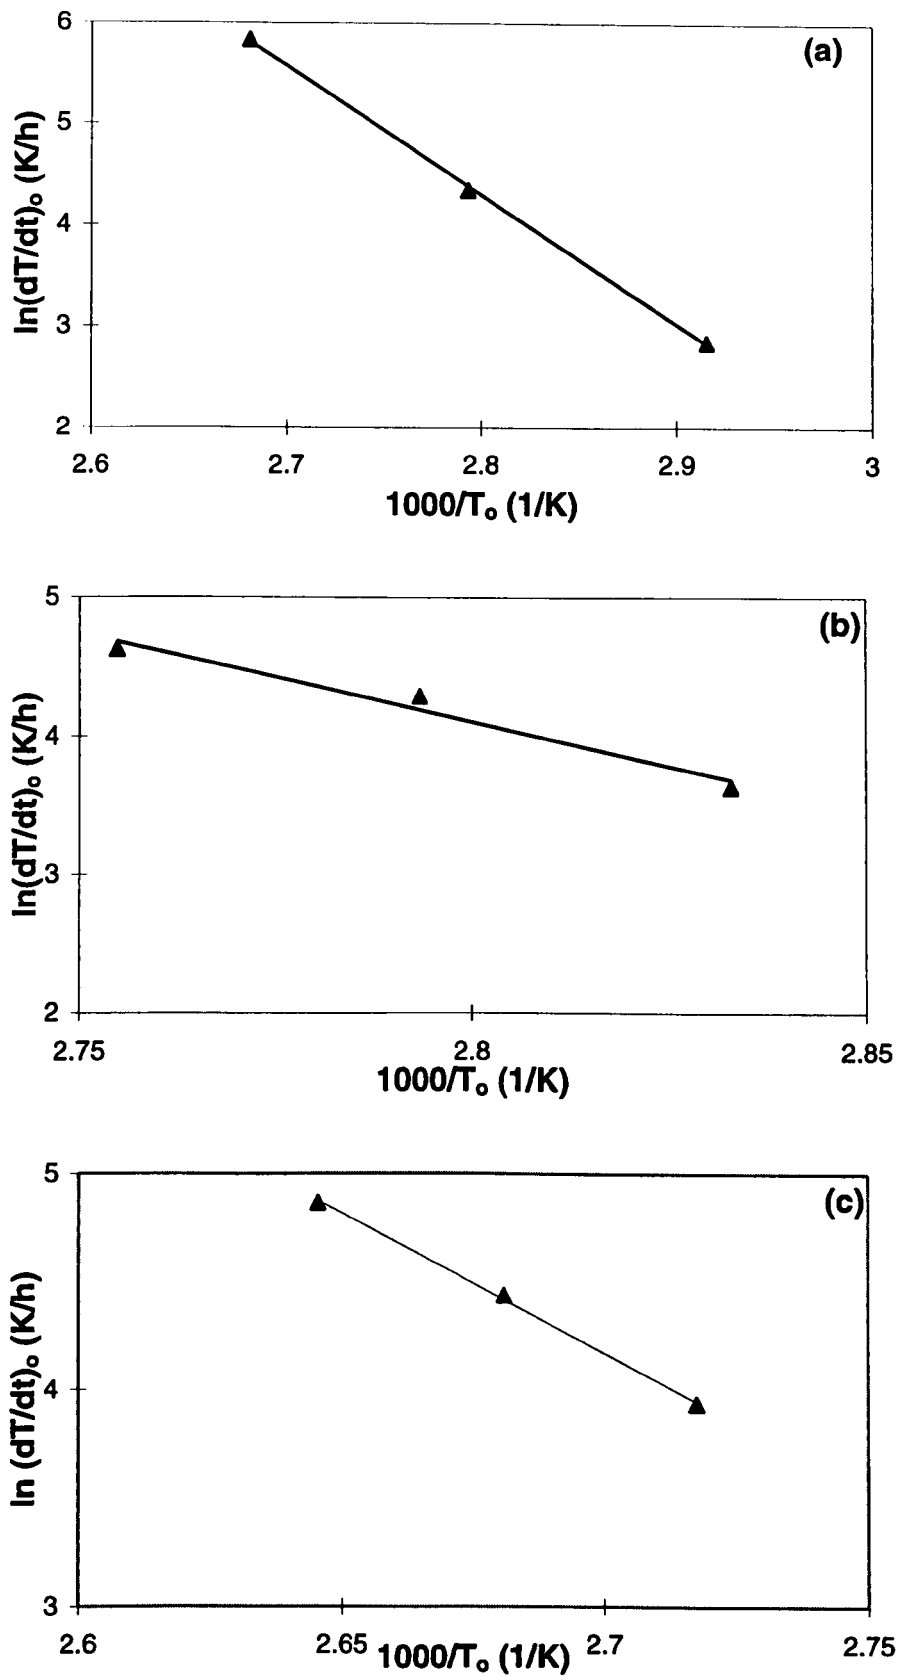 6
(a)
5
4
3
2
ln(dT/dt)ₒ (K/h)
2.6 2.7 2.8 2.9 3
1000/Tₒ (1/K)
5
(b)
4
3
2
ln(dT/dt)ₒ (K/h)
2.75 2.8 2.85
1000/Tₒ (1/K)
5
(c)
4
3
ln (dT/dt)ₒ (K/h)
2.6 2.65 2.7 2.75
1000/Tₒ (1/K)